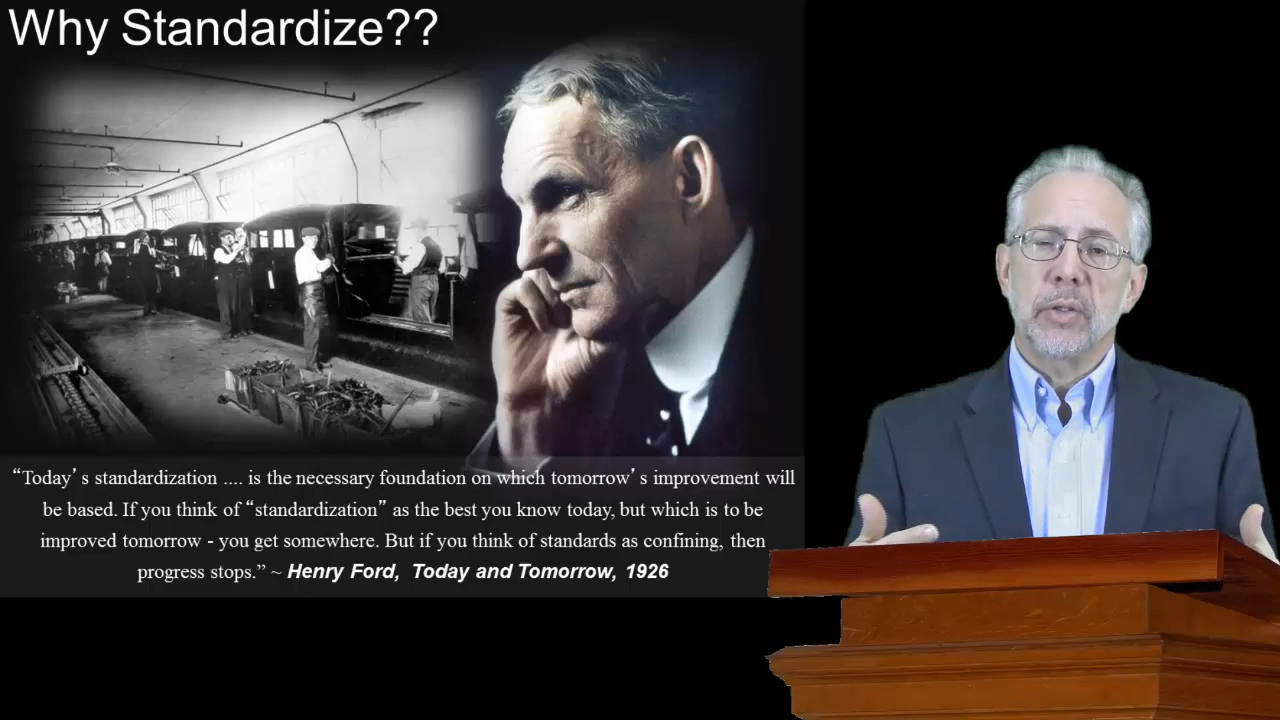 Why Standardize??
“Today’s standardization .... is the necessary foundation on which tomorrow’s improvement will
be based. If you think of “standardization” as the best you know today, but which is to be
improved tomorrow - you get somewhere. But if you think of standards as confining, then
progress stops.” ~ Henry Ford, Today and Tomorrow, 1926